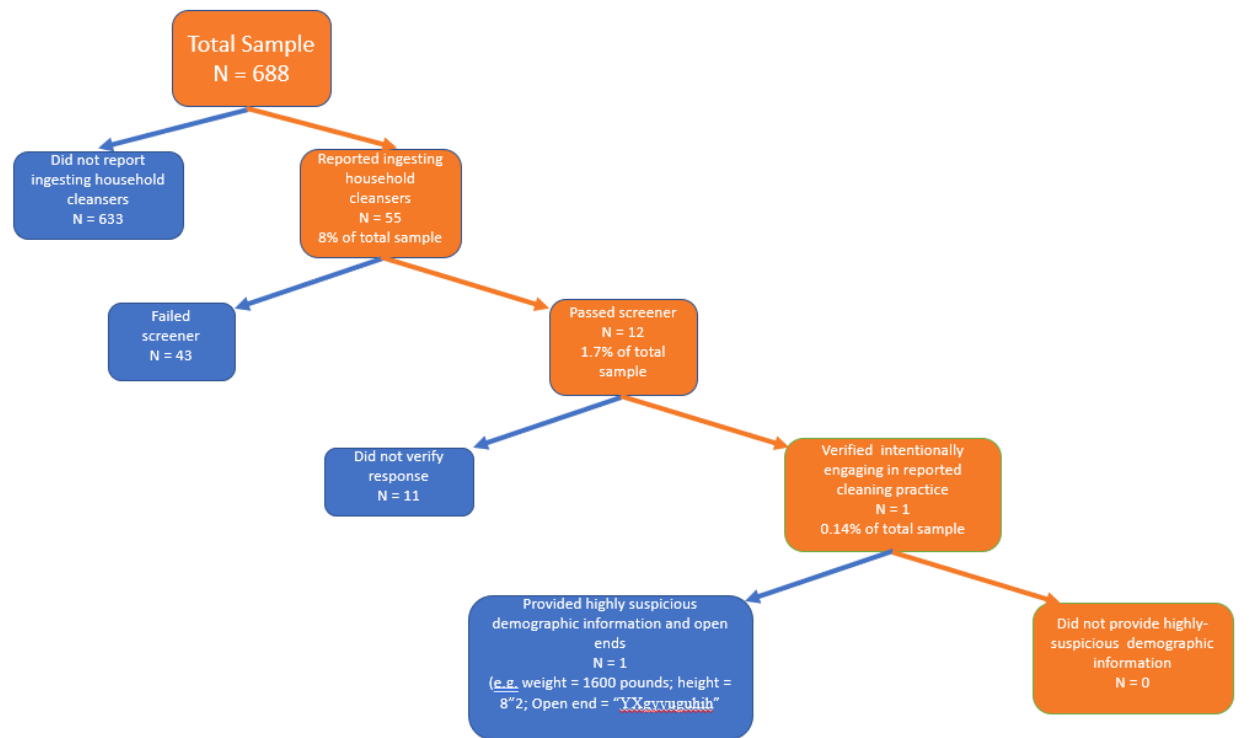 Total Sample
N = 688
Did not report
ingesting household
cleansers
N = 633
Reported ingesting
household
cleansers
N = 55
8% of total sample
Failed
screener
N = 43
Passed screener
N = 12
1.7% of total
sample
Did not verify
response
N = 11
Verified intentionally
engaging in reported
cleaning practice
N = 1
0.14% of total sample
Provided highly suspicious
demographic information and open
ends
N = 1
(e.g. weight = 1600 pounds; height =
8”2; Open end = “YXgyvuguhih”
Did not provide highly-
suspicious demographic
information
N = 0